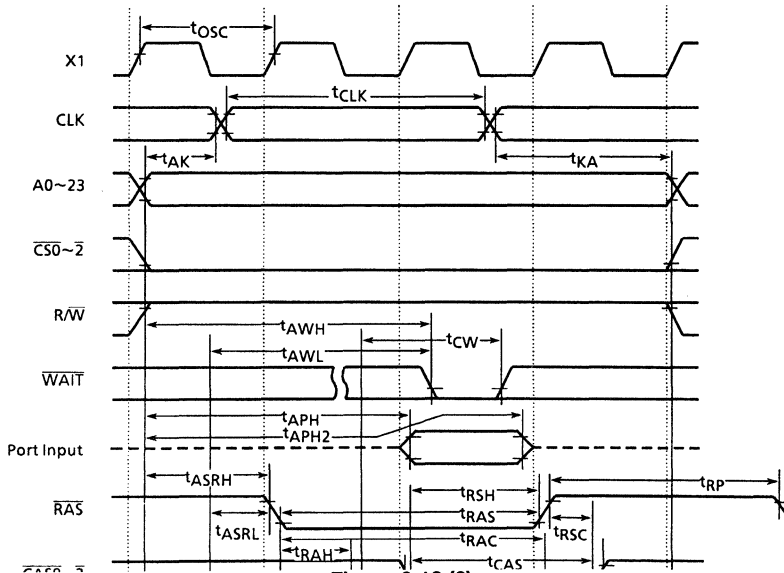 tOSC
X1
tCLK
CLK
tAK
tKA
A0~23
CS0~2
R/W
tAWH
tCW
tAWL
WAIT
tAPH
tAPH2
Port Input
tASRH
tRP
tRSH
RAS
tRAS
tASRL
tRSC
tRAC
tRAH
tCAS